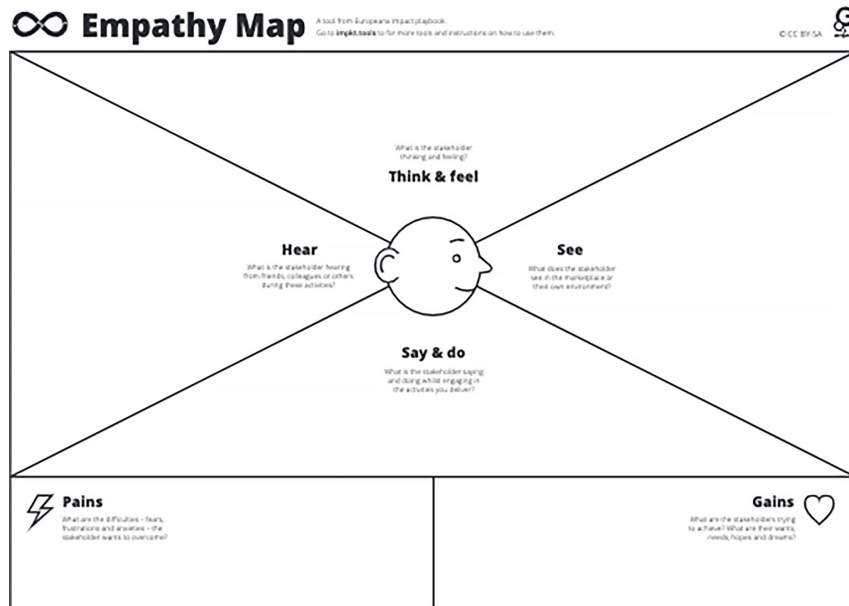 Empathy Map
A tool from Europeana impact playbook.
Go to impkt.tools to for more tools and instructions on how to use them.
© CC BY-SA
What is the stakeholder
thinking and feeling?
Think & feel
Hear
What is the stakeholder hearing
from friends, colleagues or others
during these activities?
See
What does the stakeholder
see in the marketplace or
their own environment?
Say & do
What is the stakeholder saying
and doing whilst engaging in
the activities you deliver?
Pains
What are the difficulties – fears,
frustrations and anxieties – the
stakeholder wants to overcome?
Gains
What are the stakeholders trying
to achieve? What are their wants,
needs, hopes and dreams?